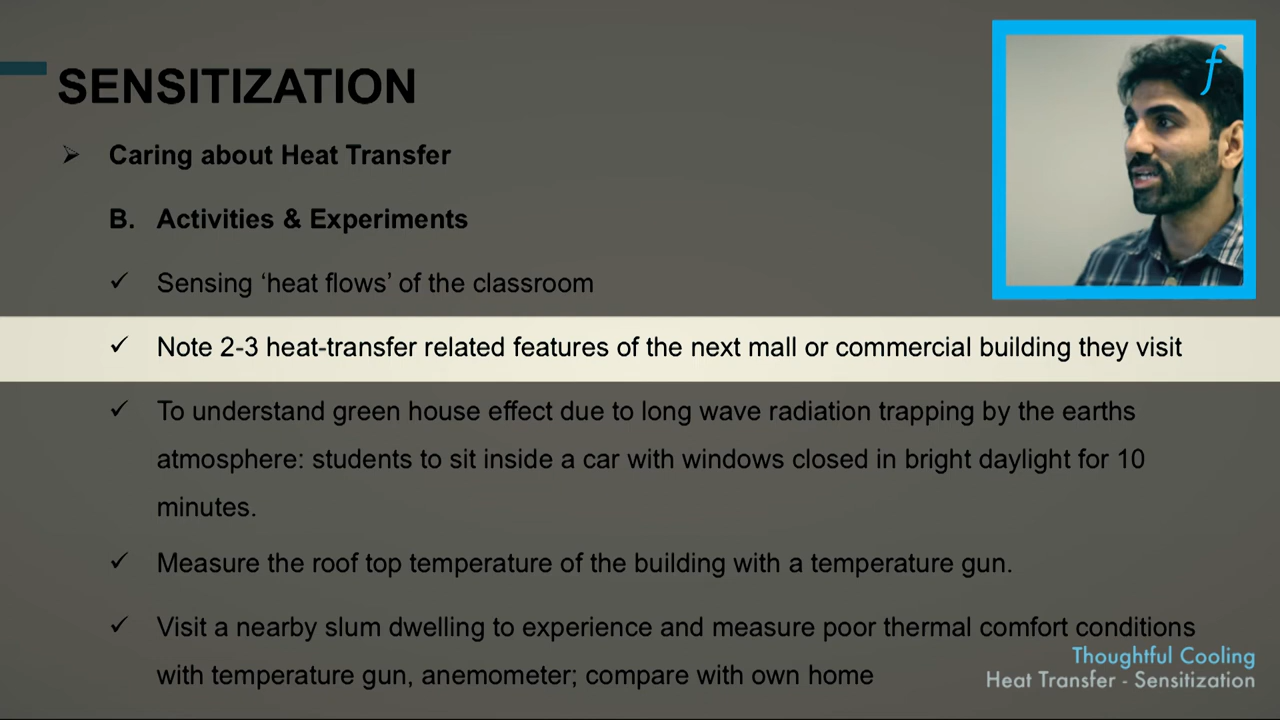 SENSITIZATION
➢ Caring about Heat Transfer
B. Activities & Experiments
✓ Sensing ‘heat flows’ of the classroom
✓ Note 2-3 heat-transfer related features of the next mall or commercial building they visit
✓ To understand green house effect due to long wave radiation trapping by the earths
atmosphere: students to sit inside a car with windows closed in bright daylight for 10
minutes.
✓ Measure the roof top temperature of the building with a temperature gun.
✓ Visit a nearby slum dwelling to experience and measure poor thermal comfort conditions
with temperature gun, anemometer; compare with own home
f
Thoughtful Cooling
Heat Transfer - Sensitization